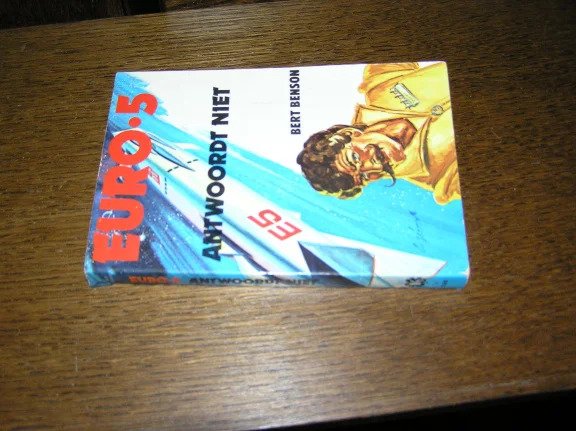 EURO·5
ANTWOORDT NIET
BERT BENSON
E5
EURO·5 ANTWOORDT NIET